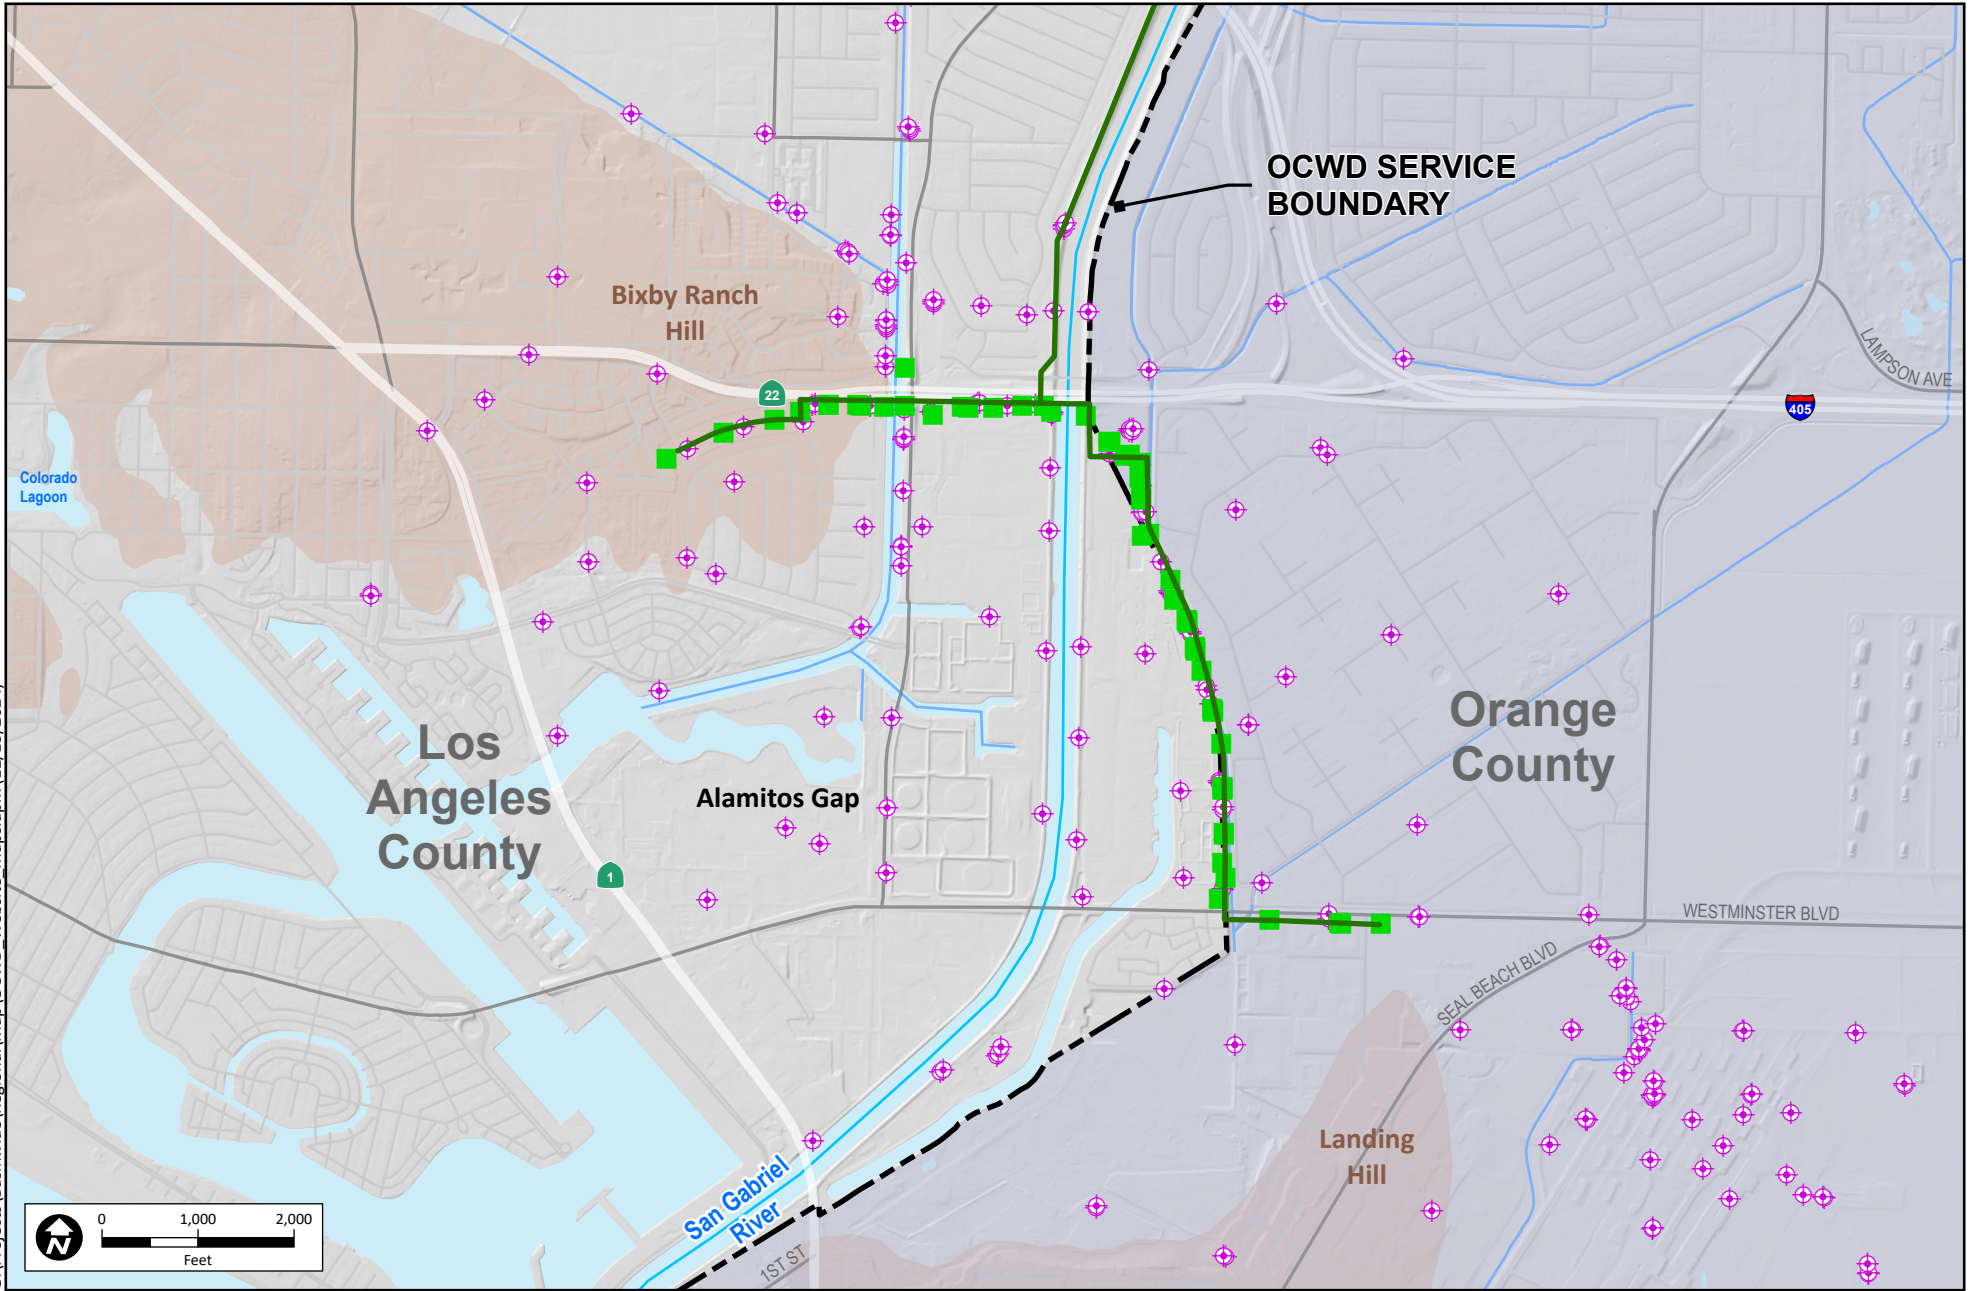 OCWD SERVICE
BOUNDARY
Bixby Ranch
Hill
LAMPSON AVE
22
405
Colorado
Lagoon
Orange
County
Los
Angeles
County
Alamitos Gap
1
WESTMINSTER BLVD
SEAL BEACH BLVD
Landing
Hill
San Gabriel
River
1ST ST
0 1,000 2,000
N
Feet